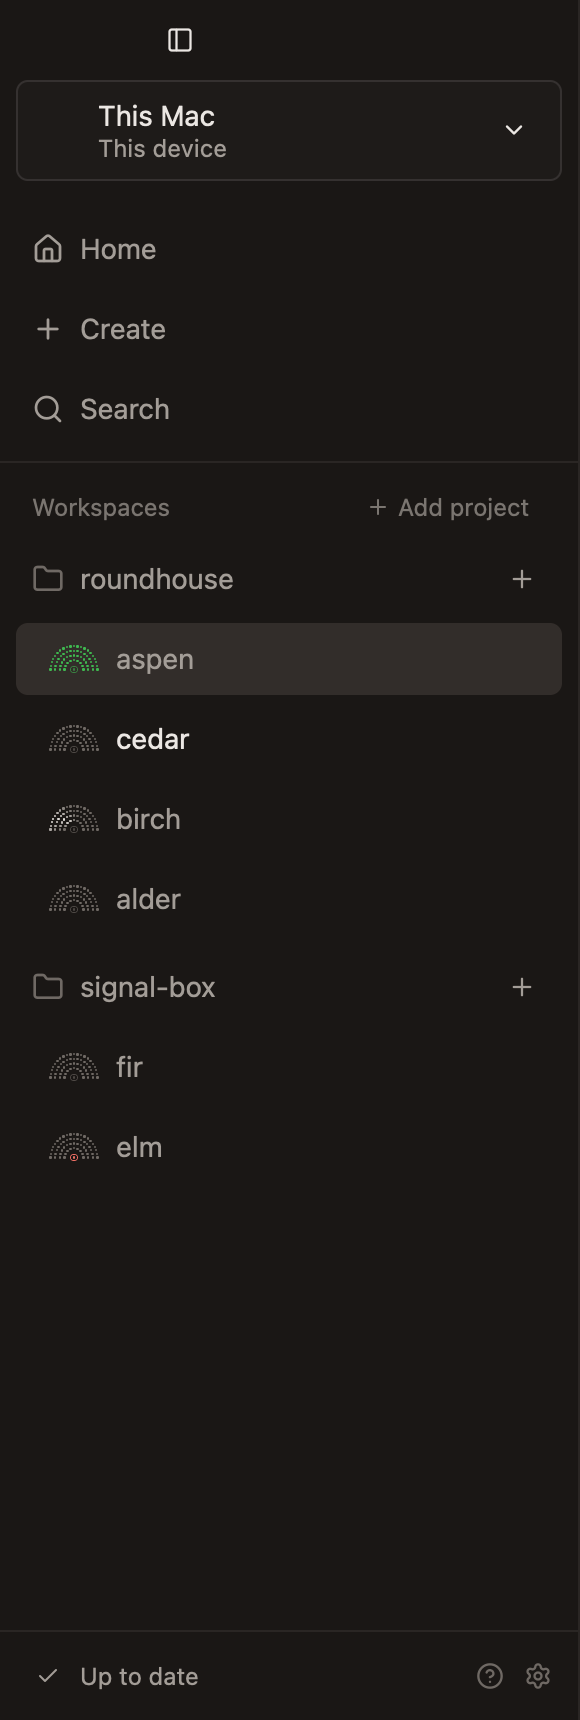 This Mac
This device
Home
Create
Search
Workspaces
+ Add project
roundhouse
aspen
cedar
birch
alder
signal-box
fir
elm
Up to date